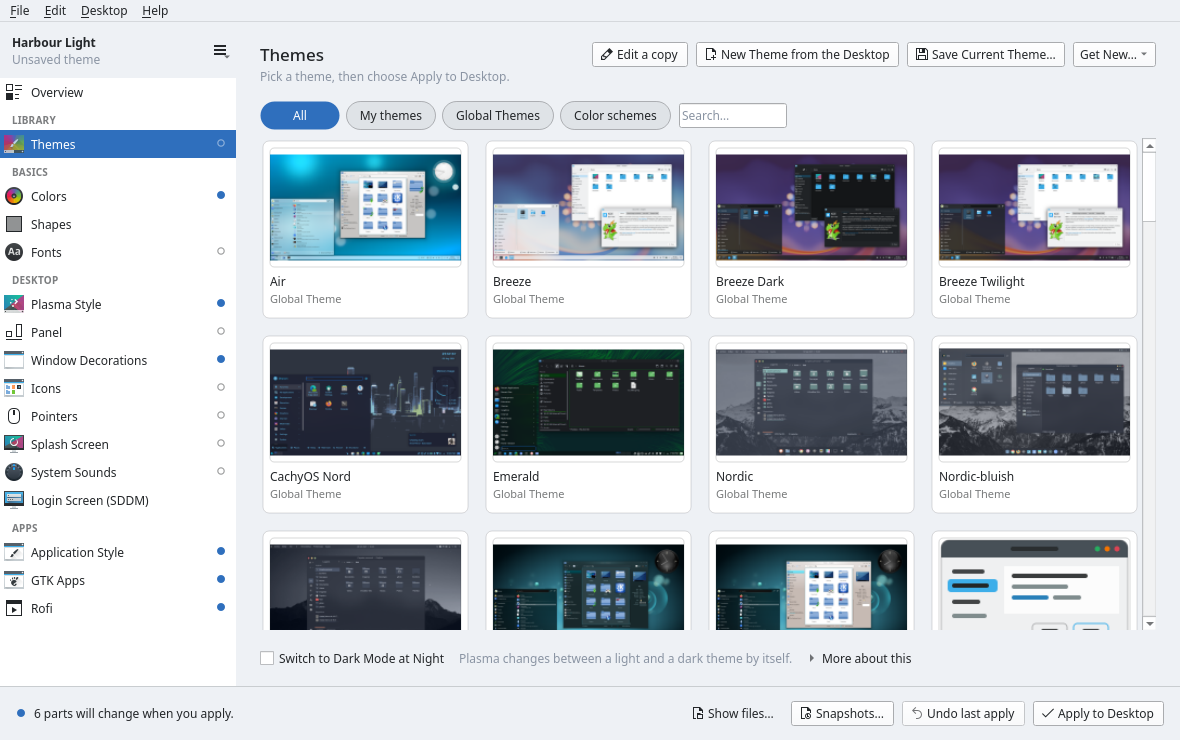 File Edit Desktop Help
Harbour Light
Unsaved theme
Overview
LIBRARY
Themes
BASICS
Colors
Shapes
Aa Fonts
DESKTOP
Plasma Style
Panel
Window Decorations
Icons
Pointers
Splash Screen
System Sounds
Login Screen (SDDM)
APPS
Application Style
GTK Apps
Rofi
Themes
Pick a theme, then choose Apply to Desktop.
Edit a copy
New Theme from the Desktop
Save Current Theme...
Get New...
All My themes Global Themes Color schemes Search...
Air
Global Theme
Breeze
Global Theme
Breeze Dark
Global Theme
Breeze Twilight
Global Theme
CachyOS Nord
Global Theme
Emerald
Global Theme
Nordic
Global Theme
Nordic-bluish
Global Theme
Switch to Dark Mode at Night Plasma changes between a light and a dark theme by itself. More about this
6 parts will change when you apply.
Show files... Snapshots... Undo last apply Apply to Desktop